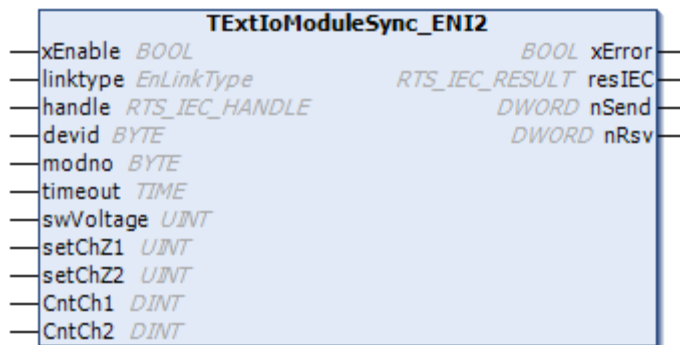 TExtIoModuleSync_ENI2
xEnable BOOL BOOL xError
linktype EnLinkType RTS_IEC_RESULT resIEC
handle RTS_IEC_HANDLE DWORD nSend
devid BYTE DWORD nRsv
modno BYTE
timeout TIME
swVoltage UINT
setChZ1 UINT
setChZ2 UINT
CntCh1 DINT
CntCh2 DINT